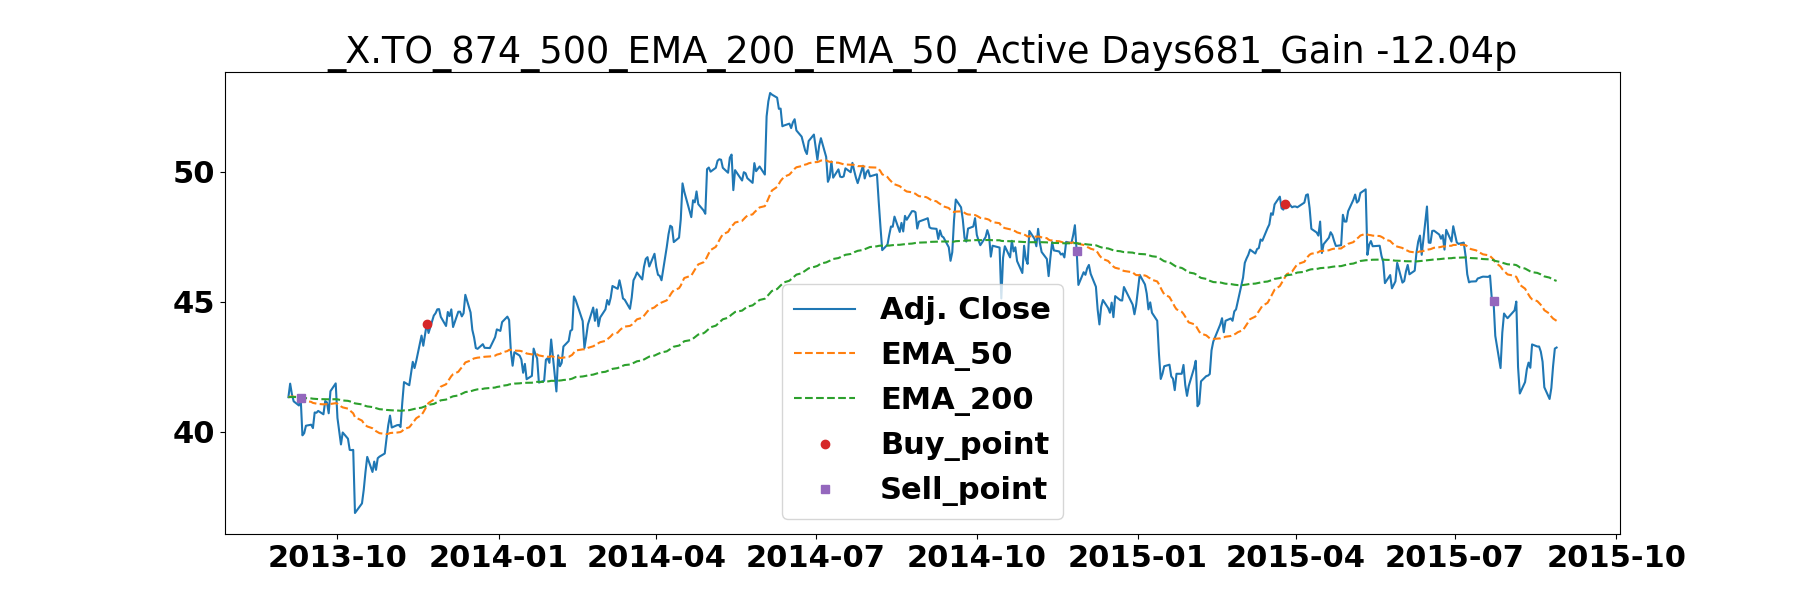 _X.TO_874_500_EMA_200_EMA_50_Active Days681_Gain -12.04p
50
45
40
Adj. Close
EMA_50
EMA_200
Buy_point
Sell_point
2013-10 2014-01 2014-04 2014-07 2014-10 2015-01 2015-04 2015-07 2015-10